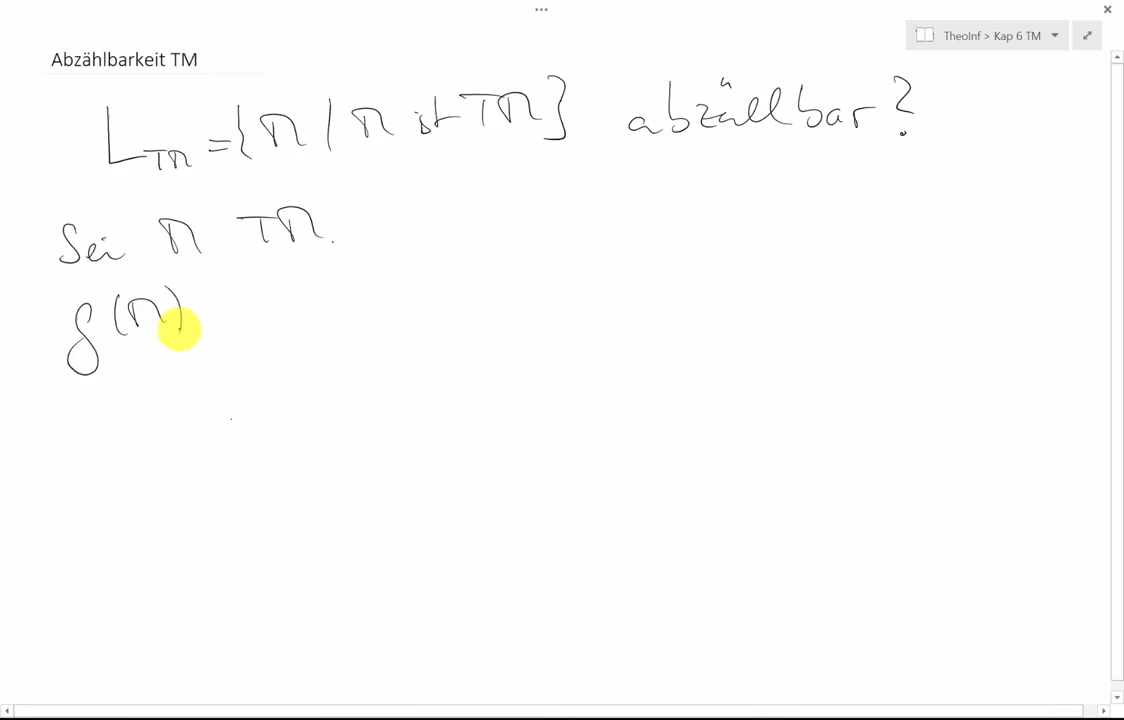 TheoInf > Kap 6 TM
Abzählbarkeit TM
L_TM = {M | M ist TM} abzählbar?
Sei M TM.
g(M)